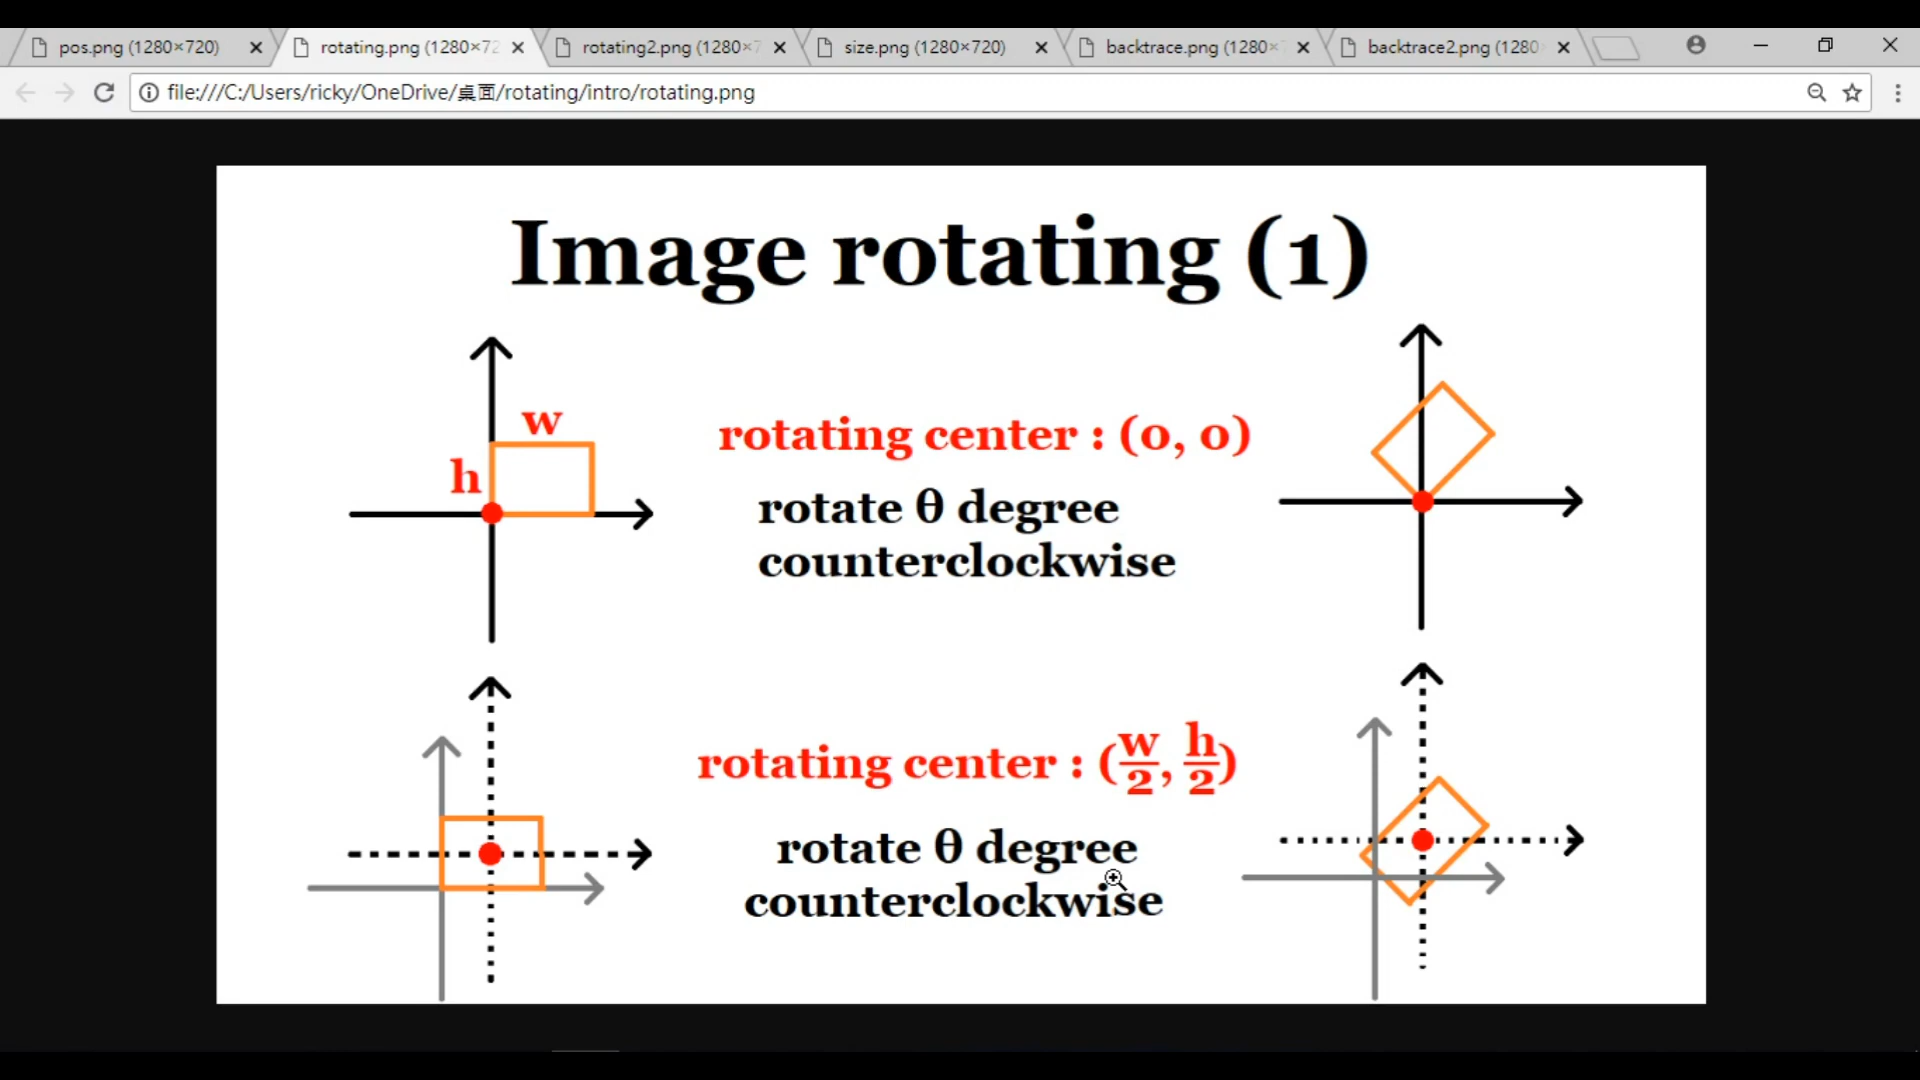 pos.png (1280×720)
rotating.png (1280×72
rotating2.png (1280×7
size.png (1280×720)
backtrace.png (1280×
backtrace2.png (1280
file:///C:/Users/ricky/OneDrive/桌面/rotating/intro/rotating.png
Image rotating (1)
w
h
rotating center : (0, 0)
rotate θ degree
counterclockwise
rotating center : (w/2, h/2)
rotate θ degree
counterclockwise